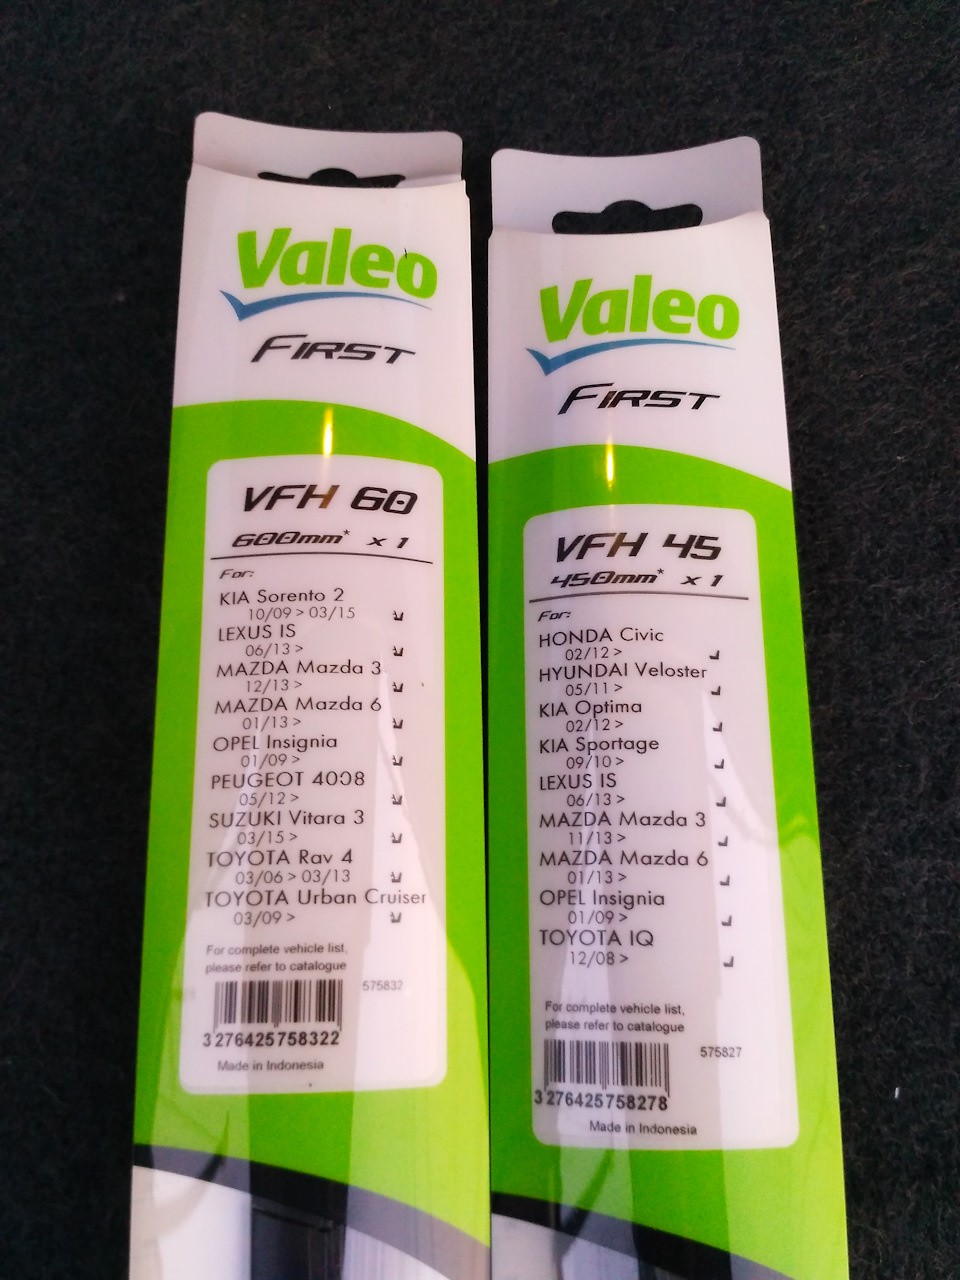 Valeo
FIRST
VFH 60
600mm* x 1
For:
KIA Sorento 2
10/09 > 03/15
LEXUS IS
06/13 >
MAZDA Mazda 3
12/13 >
MAZDA Mazda 6
01/13 >
OPEL Insignia
01/09 >
PEUGEOT 4008
05/12 >
SUZUKI Vitara 3
03/15 >
TOYOTA Rav 4
03/06 > 03/13
TOYOTA Urban Cruiser
03/09 >
For complete vehicle list,
please refer to catalogue
575832
3 276425 758322
Made in Indonesia
Valeo
FIRST
VFH 45
450mm* x 1
For:
HONDA Civic
02/12 >
HYUNDAI Veloster
05/11 >
KIA Optima
02/12 >
KIA Sportage
09/10 >
LEXUS IS
06/13 >
MAZDA Mazda 3
11/13 >
MAZDA Mazda 6
01/13 >
OPEL Insignia
01/09 >
TOYOTA IQ
12/08 >
For complete vehicle list,
please refer to catalogue
575827
3 276425 758278
Made in Indonesia